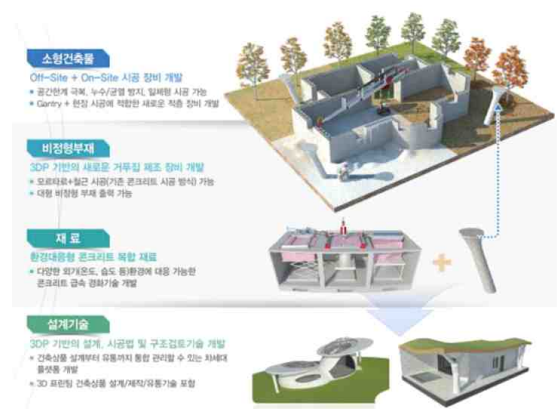 소형건축물
Off-Site + On-Site 시공 장비 개발
● 공간한계 극복, 누수/균열 방지, 일체형 시공 가능
● Gantry + 현장 시공에 적합한 새로운 적층 장비 개발
비정형부재
3DP 기반의 새로운 거푸집 제조 장비 개발
● 모르타르+철근 시공(기존 콘크리트 시공 방식) 가능
● 대형 비정형 부재 출력 가능
재 료
환경대응형 콘크리트 복합 재료
● 다양한 외기(온도, 습도 등)환경에 대응 가능한
콘크리트 급속 경화기술 개발
설계기술
3DP 기반의 설계, 시공법 및 구조검토기술 개발
● 건축상품 설계부터 유통까지 통합 관리할 수 있는 차세대
플랫폼 개발
● 3D 프린팅 건축상품 설계/제작/유통기술 포함